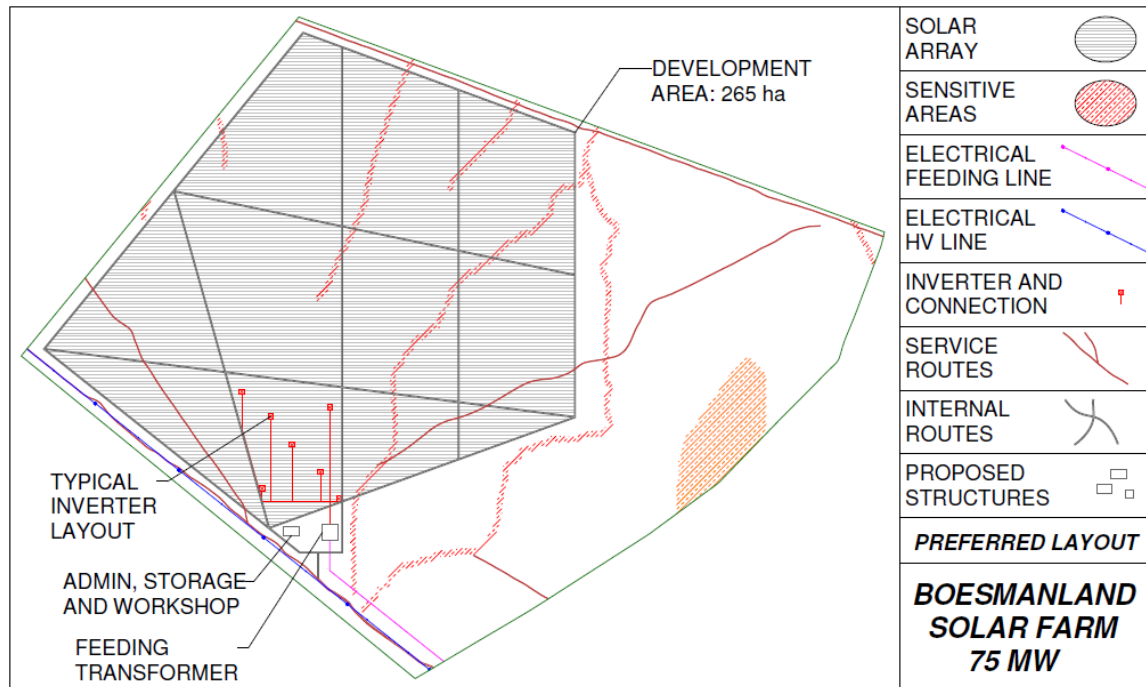 DEVELOPMENT
AREA: 265 ha
TYPICAL
INVERTER
LAYOUT
ADMIN, STORAGE
AND WORKSHOP
FEEDING
TRANSFORMER
SOLAR
ARRAY
SENSITIVE
AREAS
ELECTRICAL
FEEDING LINE
ELECTRICAL
HV LINE
INVERTER AND
CONNECTION
SERVICE
ROUTES
INTERNAL
ROUTES
PROPOSED
STRUCTURES
PREFERRED LAYOUT
BOESMANLAND
SOLAR FARM
75 MW